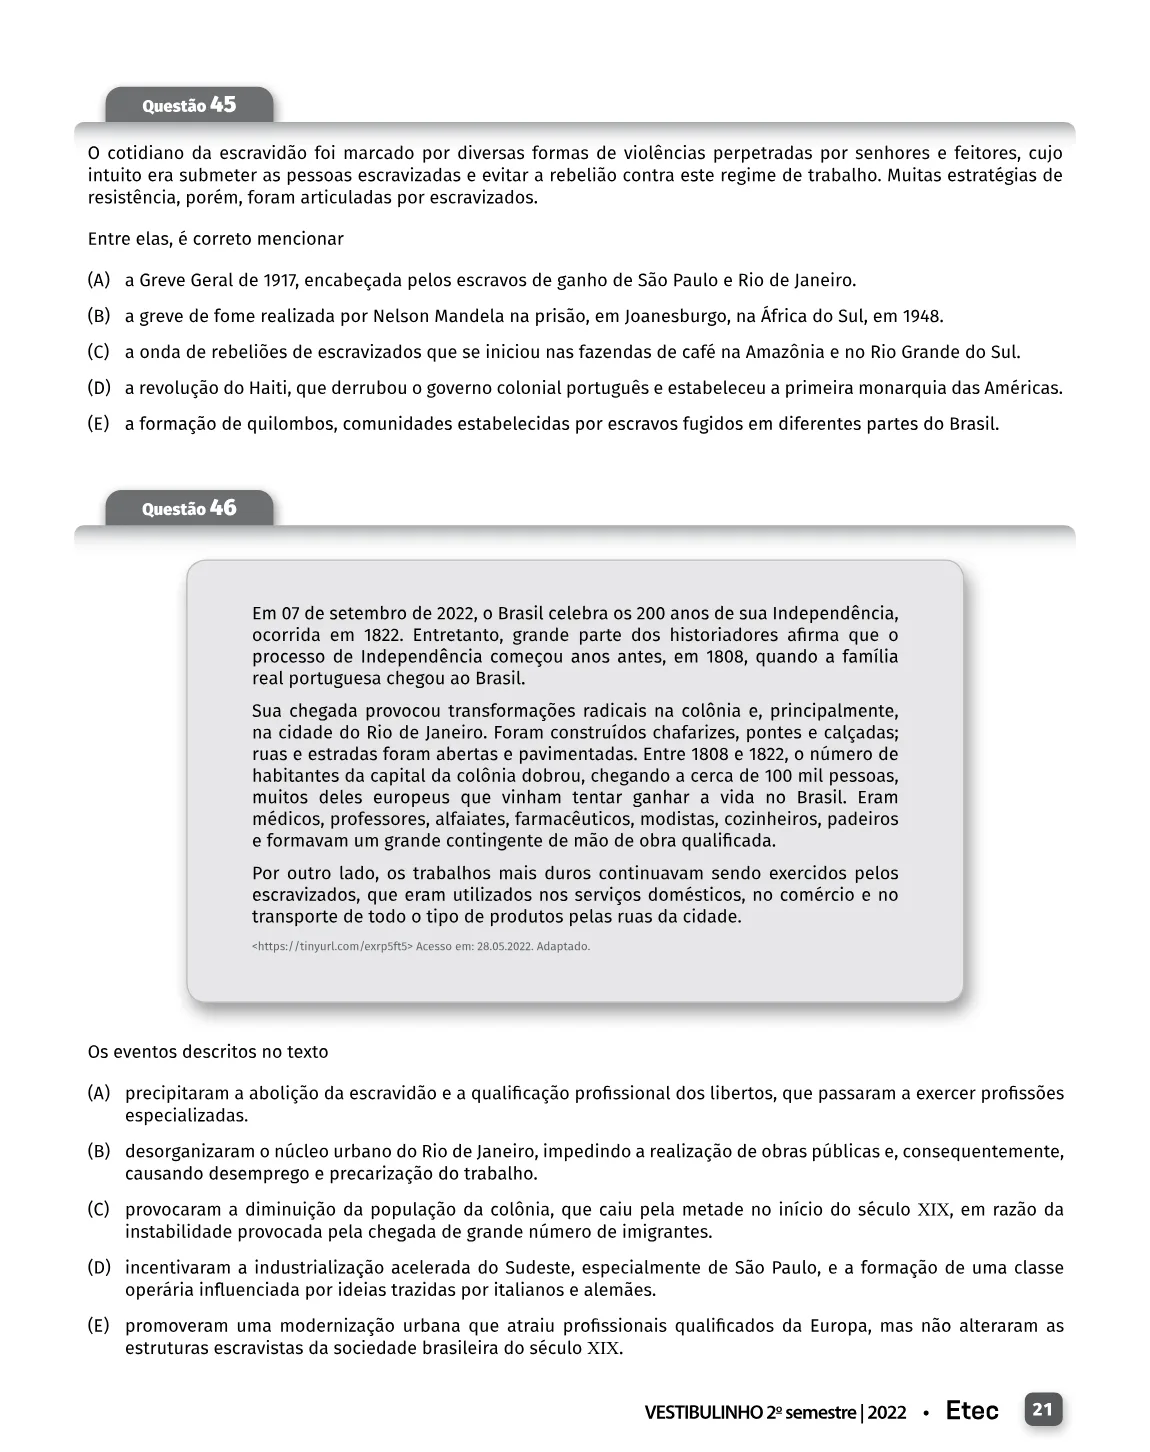 Questão 45
O cotidiano da escravidão foi marcado por diversas formas de violências perpetradas por senhores e feitores, cujo
intuito era submeter as pessoas escravizadas e evitar a rebelião contra este regime de trabalho. Muitas estratégias de
resistência, porém, foram articuladas por escravizados.
Entre elas, é correto mencionar
(A) a Greve Geral de 1917, encabeçada pelos escravos de ganho de São Paulo e Rio de Janeiro.
(B) a greve de fome realizada por Nelson Mandela na prisão, em Joanesburgo, na África do Sul, em 1948.
(C) a onda de rebeliões de escravizados que se iniciou nas fazendas de café na Amazônia e no Rio Grande do Sul.
(D) a revolução do Haiti, que derrubou o governo colonial português e estabeleceu a primeira monarquia das Américas.
(E) a formação de quilombos, comunidades estabelecidas por escravos fugidos em diferentes partes do Brasil.
Questão 46
Em 07 de setembro de 2022, o Brasil celebra os 200 anos de sua Independência,
ocorrida em 1822. Entretanto, grande parte dos historiadores afirma que o
processo de Independência começou anos antes, em 1808, quando a família
real portuguesa chegou ao Brasil.
Sua chegada provocou transformações radicais na colônia e, principalmente,
na cidade do Rio de Janeiro. Foram construídos chafarizes, pontes e calçadas;
ruas e estradas foram abertas e pavimentadas. Entre 1808 e 1822, o número de
habitantes da capital da colônia dobrou, chegando a cerca de 100 mil pessoas,
muitos deles europeus que vinham tentar ganhar a vida no Brasil. Eram
médicos, professores, alfaiates, farmacêuticos, modistas, cozinheiros, padeiros
e formavam um grande contingente de mão de obra qualificada.
Por outro lado, os trabalhos mais duros continuavam sendo exercidos pelos
escravizados, que eram utilizados nos serviços domésticos, no comércio e no
transporte de todo o tipo de produtos pelas ruas da cidade.
<https://tinyurl.com/exrp5ft5> Acesso em: 28.05.2022. Adaptado.
Os eventos descritos no texto
(A) precipitaram a abolição da escravidão e a qualificação profissional dos libertos, que passaram a exercer profissões
especializadas.
(B) desorganizaram o núcleo urbano do Rio de Janeiro, impedindo a realização de obras públicas e, consequentemente,
causando desemprego e precarização do trabalho.
(C) provocaram a diminuição da população da colônia, que caiu pela metade no início do século XIX, em razão da
instabilidade provocada pela chegada de grande número de imigrantes.
(D) incentivaram a industrialização acelerada do Sudeste, especialmente de São Paulo, e a formação de uma classe
operária influenciada por ideias trazidas por italianos e alemães.
(E) promoveram uma modernização urbana que atraiu profissionais qualificados da Europa, mas não alteraram as
estruturas escravistas da sociedade brasileira do século XIX.
VESTIBULINHO 2º semestre | 2022 • Etec 21